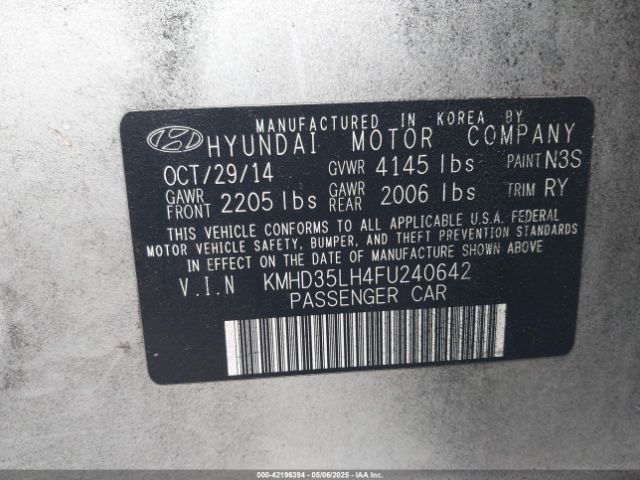 MANUFACTURED IN KOREA BY
HYUNDAI MOTOR COMPANY
OCT/29/14 GVWR 4145 lbs PAINT N3S
GAWR FRONT 2205 lbs GAWR REAR 2006 lbs TRIM RY
THIS VEHICLE CONFORMS TO ALL APPLICABLE U.S.A. FEDERAL
MOTOR VEHICLE SAFETY, BUMPER, AND THEFT PREVENTION STANDARDS
IN EFFECT ON THE DATE OF MANUFACTURE SHOWN ABOVE
V.I.N KMHD35LH4FU240642
PASSENGER CAR
000-42196394 - 05/06/2025 - IAAI.COM